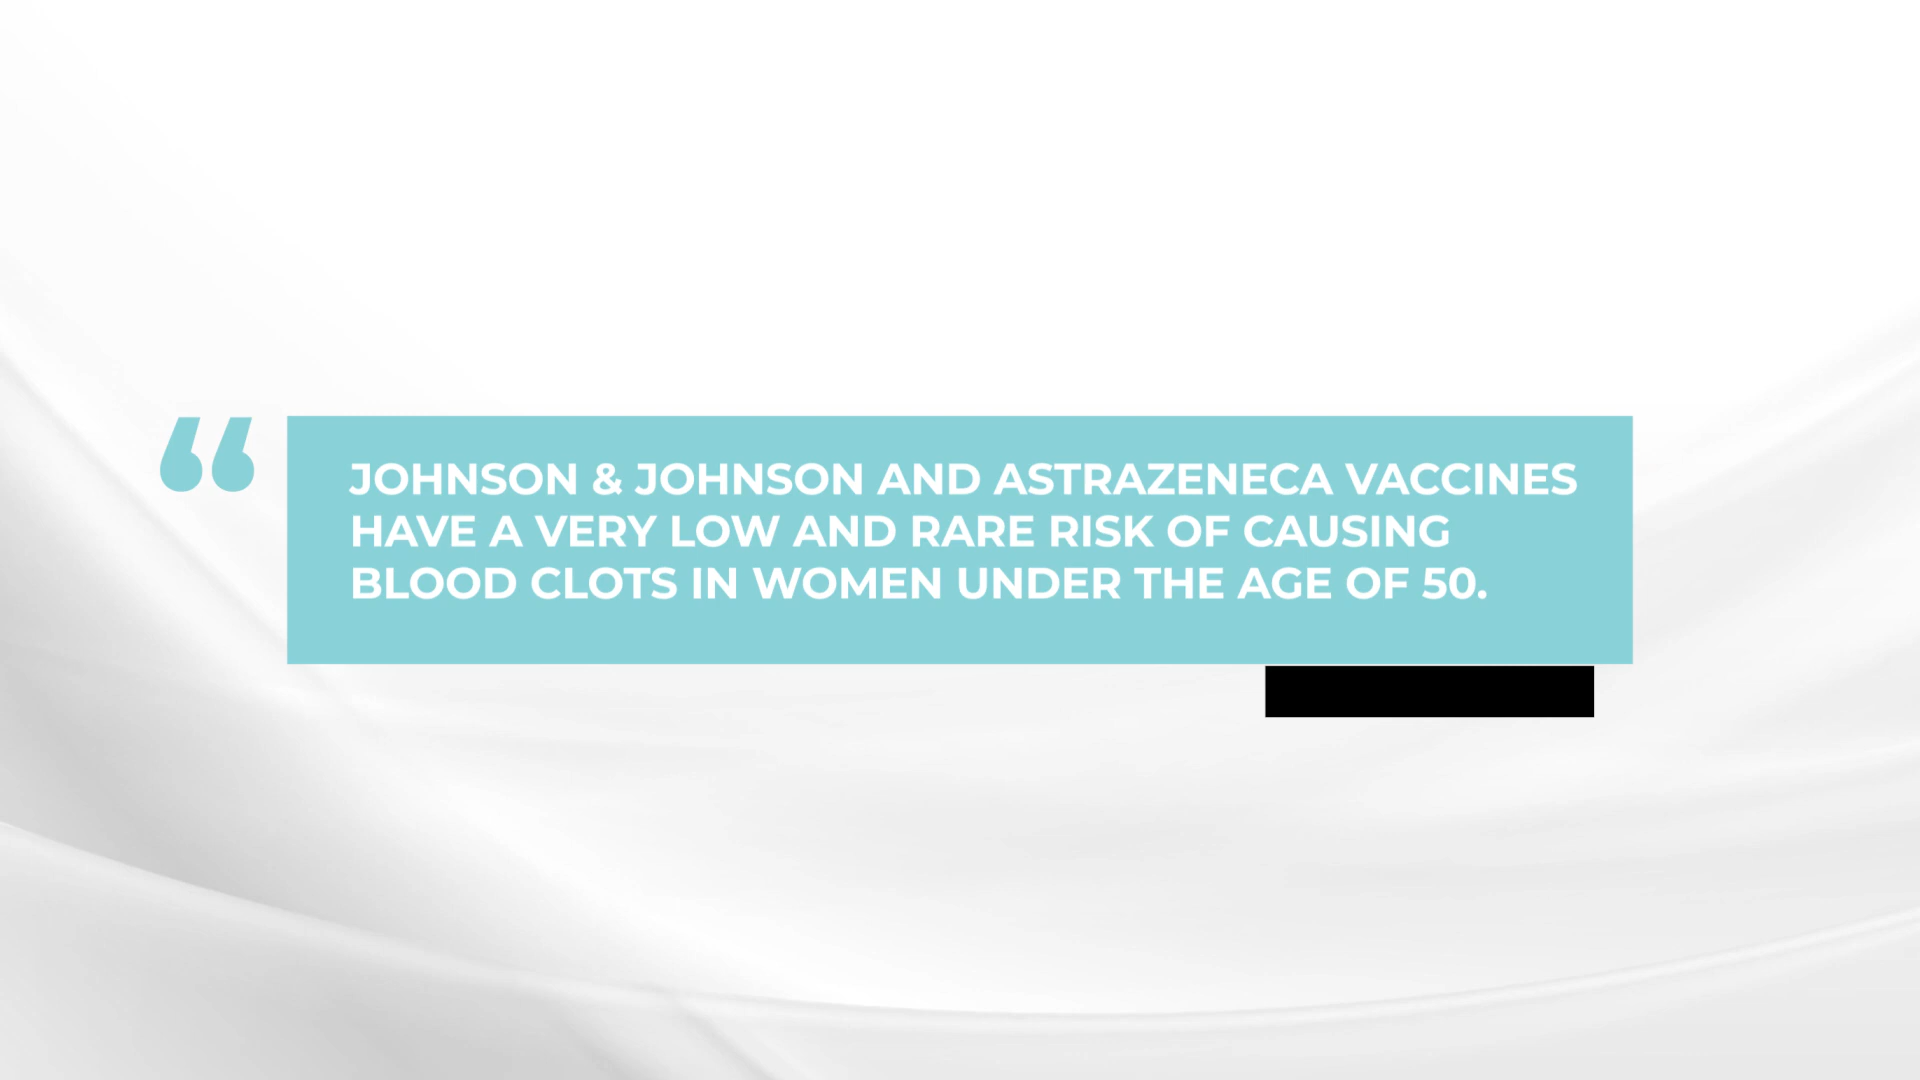 “
JOHNSON & JOHNSON AND ASTRAZENECA VACCINES
HAVE A VERY LOW AND RARE RISK OF CAUSING
BLOOD CLOTS IN WOMEN UNDER THE AGE OF 50.